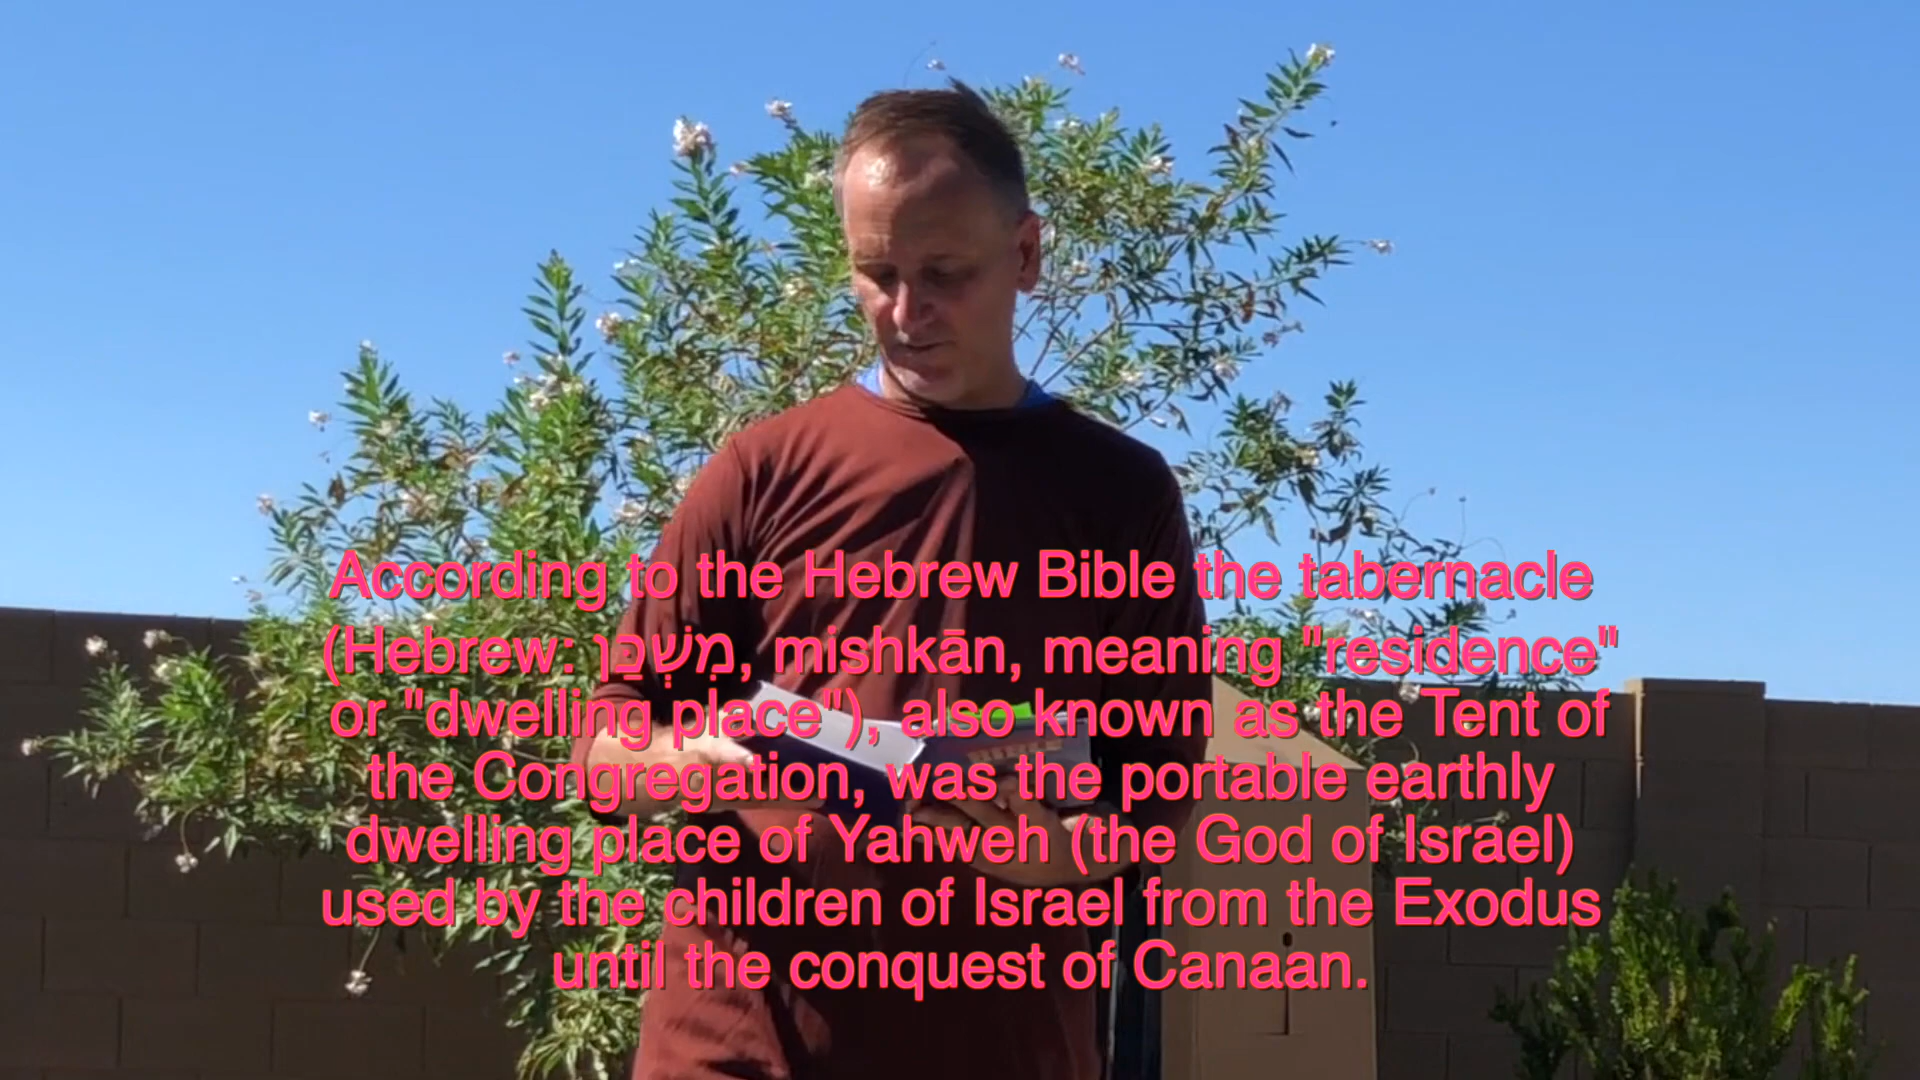 According to the Hebrew Bible the tabernacle
(Hebrew: מִשְׁכַּן, mishkān, meaning "residence"
or "dwelling place"), also known as the Tent of
the Congregation, was the portable earthly
dwelling place of Yahweh (the God of Israel)
used by the children of Israel from the Exodus
until the conquest of Canaan.
BIBLE